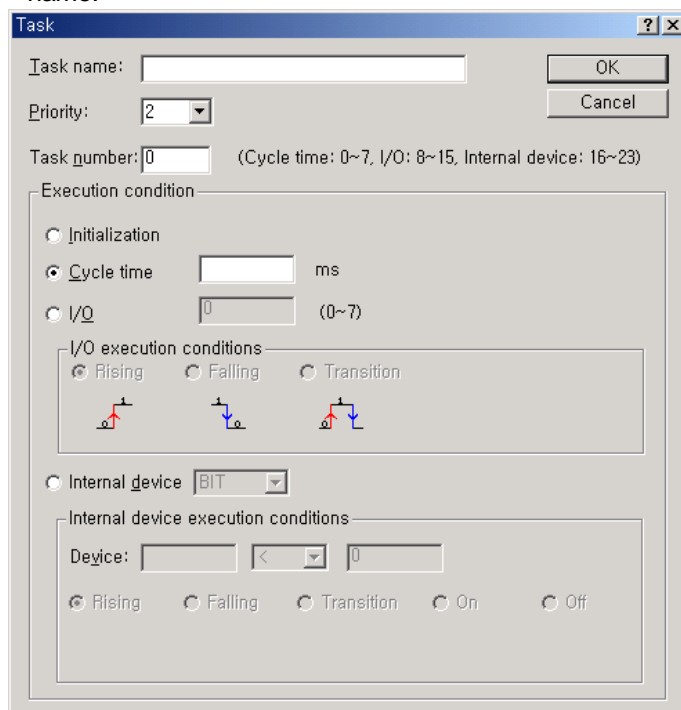 name.
Task
Task name:
OK
Priority: 2
Cancel
Task number: 0 (Cycle time: 0~7, I/O: 8~15, Internal device: 16~23)
Execution condition
Initialization
Cycle time ms
I/O 0 (0~7)
I/O execution conditions
Rising Falling Transition
0 1 1 0 0 1
Internal device BIT
Internal device execution conditions
Device: < 0
Rising Falling Transition On Off